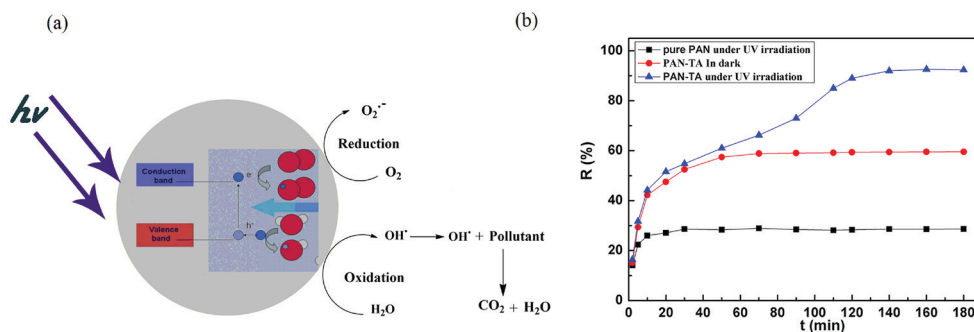 (a)
hν
Conduction
band
Valence
band
e⁻
h⁺
O₂·⁻
Reduction
O₂
OH· → OH· + Pollutant
Oxidation
H₂O
CO₂ + H₂O
(b)
pure PAN under UV irradiation
PAN-TA In dark
PAN-TA under UV irradiation
R (%)
100
80
60
40
20
0
0 20 40 60 80 100 120 140 160 180
t (min)